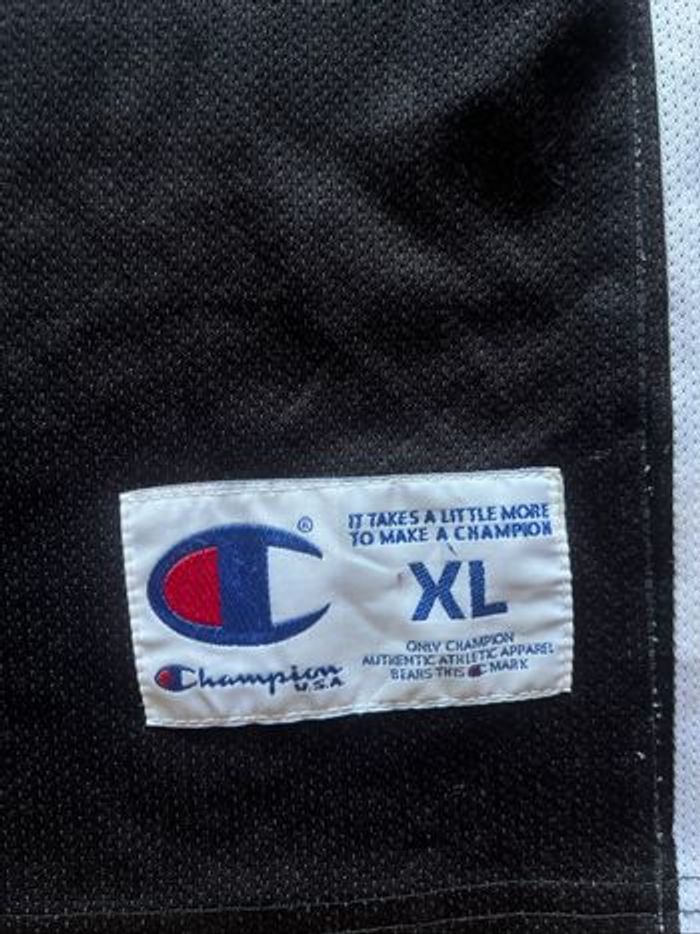 ®
IT TAKES A LITTLE MORE
TO MAKE A CHAMPION
XL
ONLY CHAMPION
AUTHENTIC ATHLETIC APPAREL
BEARS THIS C MARK
Champion
U.S.A